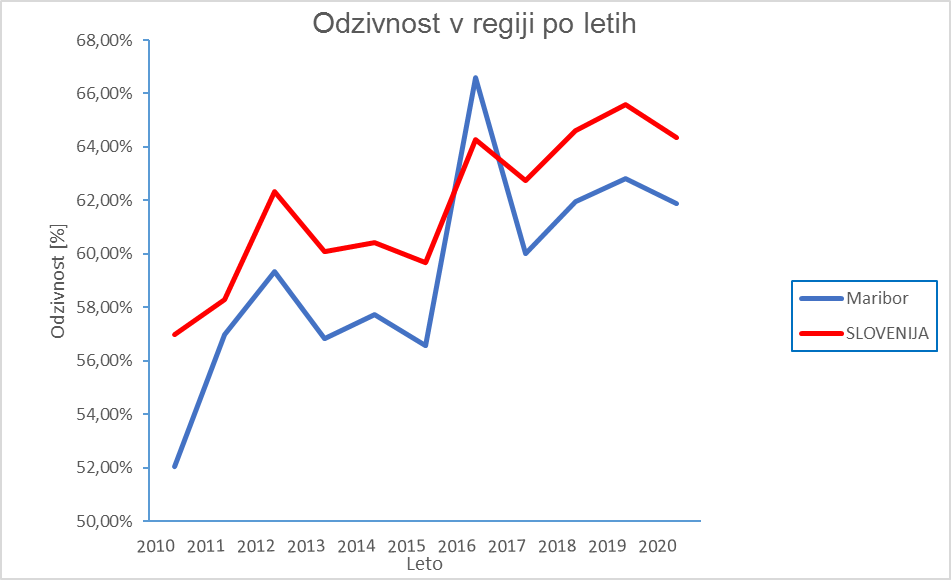 Odzivnost v regiji po letih
68,00%
66,00%
64,00%
62,00%
60,00%
58,00%
56,00%
54,00%
52,00%
50,00%
Odzivnost [%]
2010 2011 2012 2013 2014 2015 2016 2017 2018 2019 2020
Leto
Maribor
SLOVENIJA